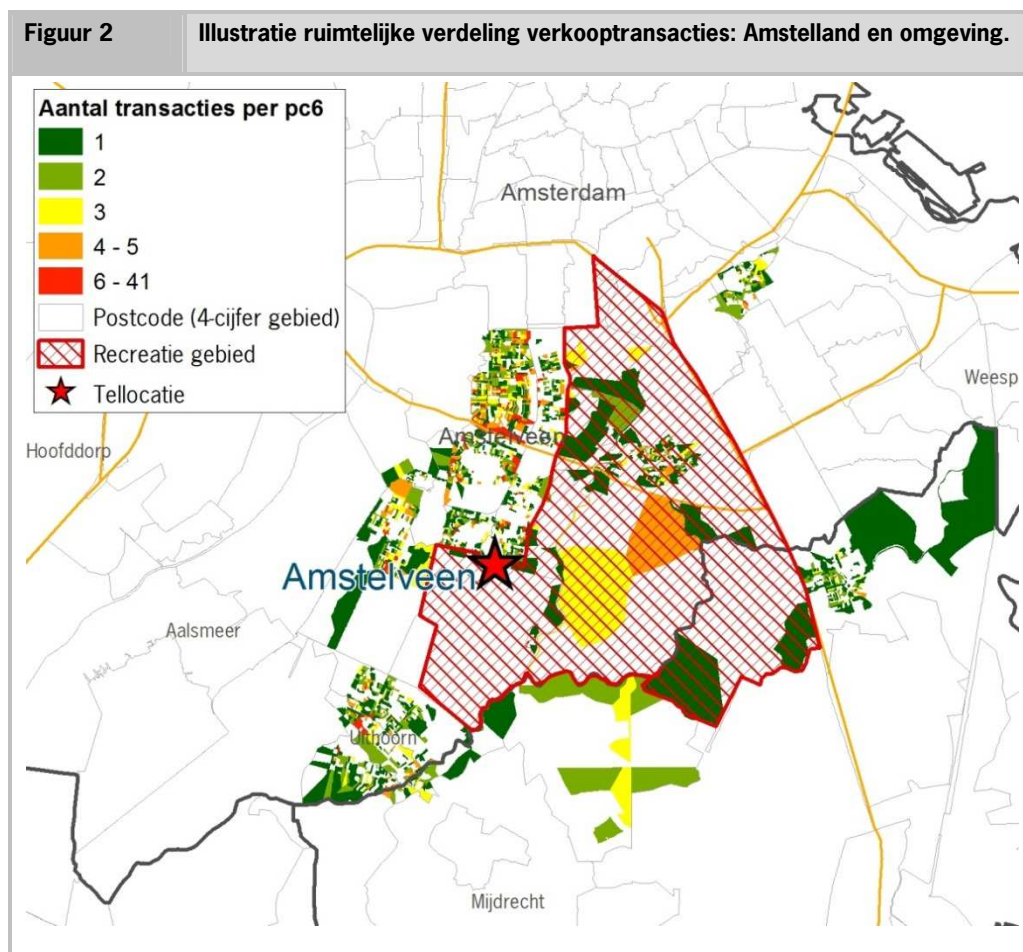 Figuur 2
Illustratie ruimtelijke verdeling verkooptransacties: Amstelland en omgeving.
Aantal transacties per pc6
1
2
3
4 - 5
6 - 41
Postcode (4-cijfer gebied)
Recreatie gebied
Tellocatie
Amsterdam
Weesp
Hoofddorp
Amstelveen
Amstelveen
Aalsmeer
Uithoorn
Mijdrecht